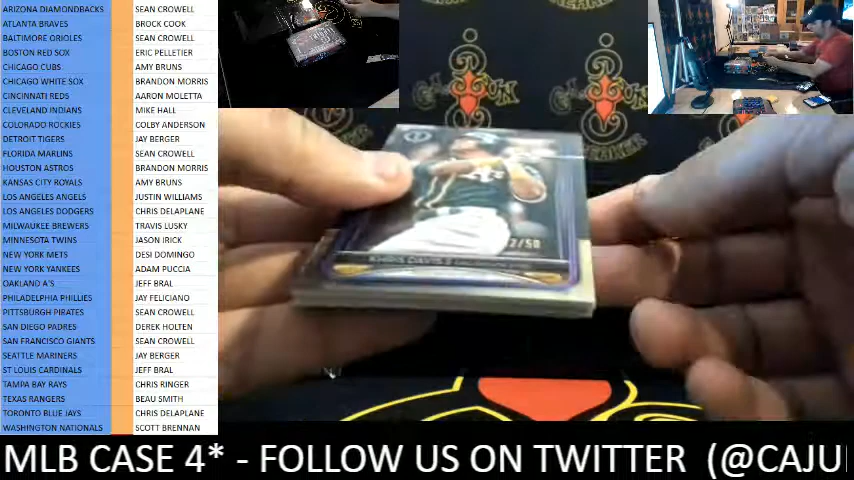 ARIZONA DIAMONDBACKS SEAN CROWELL
ATLANTA BRAVES BROCK COOK
BALTIMORE ORIOLES SEAN CROWELL
BOSTON RED SOX ERIC PELLETIER
CHICAGO CUBS AMY BRUNS
CHICAGO WHITE SOX BRANDON MORRIS
CINCINNATI REDS AARON MOLETTA
CLEVELAND INDIANS MIKE HALL
COLORADO ROCKIES COLBY ANDERSON
DETROIT TIGERS JAY BERGER
FLORIDA MARLINS SEAN CROWELL
HOUSTON ASTROS BRANDON MORRIS
KANSAS CITY ROYALS AMY BRUNS
LOS ANGELES ANGELS JUSTIN WILLIAMS
LOS ANGELES DODGERS CHRIS DELAPLANE
MILWAUKEE BREWERS TRAVIS LUSKY
MINNESOTA TWINS JASON IRICK
NEW YORK METS DESI DOMINGO
NEW YORK YANKEES ADAM PUCCIA
OAKLAND A'S JEFF BRAL
PHILADELPHIA PHILLIES JAY FELICIANO
PITTSBURGH PIRATES SEAN CROWELL
SAN DIEGO PADRES DEREK HOLTEN
SAN FRANCISCO GIANTS SEAN CROWELL
SEATTLE MARINERS JAY BERGER
ST LOUIS CARDINALS JEFF BRAL
TAMPA BAY RAYS CHRIS RINGER
TEXAS RANGERS BEAU SMITH
TORONTO BLUE JAYS CHRIS DELAPLANE
WASHINGTON NATIONALS SCOTT BRENNAN
2/50
KHRIS DAVIS
MLB CASE 4* - FOLLOW US ON TWITTER (@CAJU